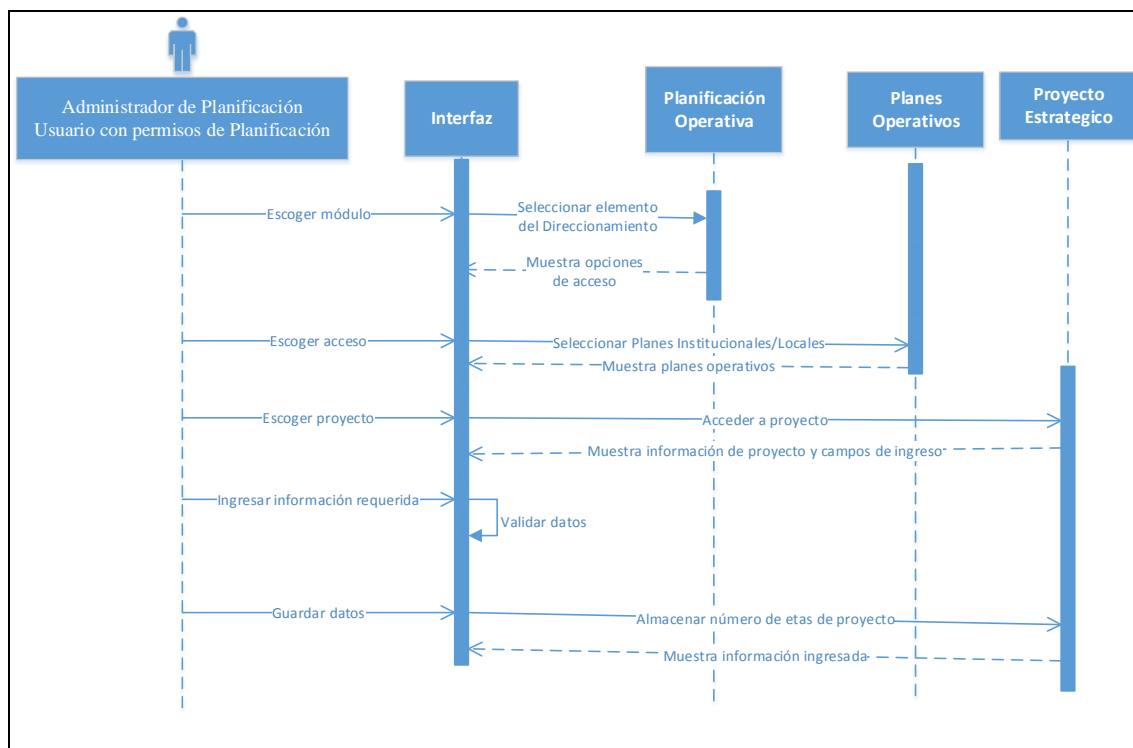 Administrador de Planificación
Usuario con permisos de Planificación
Interfaz
Planificación
Operativa
Planes
Operativos
Proyecto
Estrategico
Escoger módulo
Seleccionar elemento
del Direccionamiento
Muestra opciones
de acceso
Escoger acceso
Seleccionar Planes Institucionales/Locales
Muestra planes operativos
Escoger proyecto
Acceder a proyecto
Muestra información de proyecto y campos de ingreso
Ingresar información requerida
Validar datos
Guardar datos
Almacenar número de etas de proyecto
Muestra información ingresada